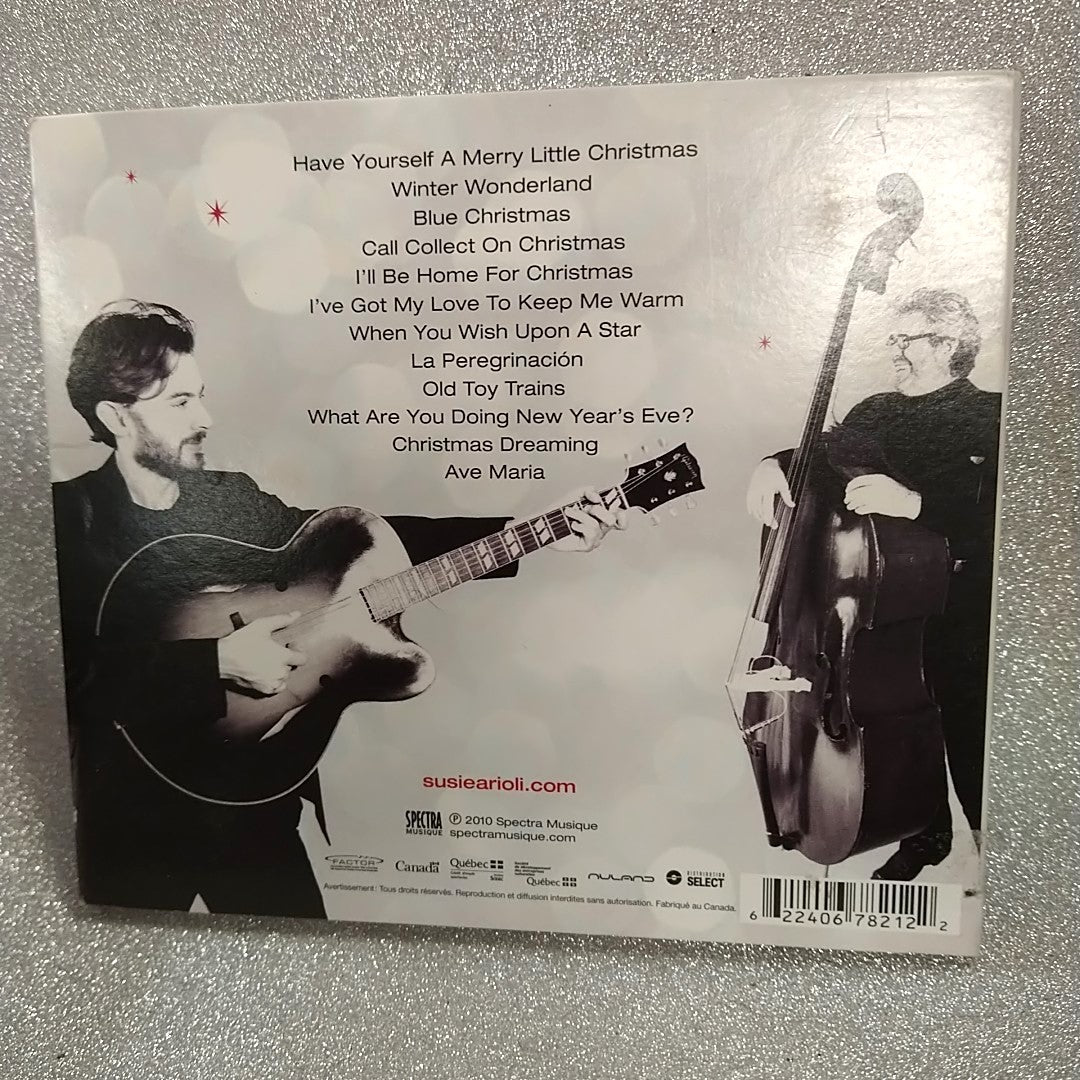 Have Yourself A Merry Little Christmas
Winter Wonderland
Blue Christmas
Call Collect On Christmas
I'll Be Home For Christmas
I've Got My Love To Keep Me Warm
When You Wish Upon A Star
La Peregrinación
Old Toy Trains
What Are You Doing New Year's Eve?
Christmas Dreaming
Ave Maria
Gibson
susiearioli.com
SPECTRA MUSIQUE
℗ 2010 Spectra Musique
spectramusique.com
FACTOR
Canada
Québec
Québec
NULAND
DISTRIBUTION SELECT
Avertissement: Tous droits réservés. Reproduction et diffusion interdites sans autorisation. Fabriqué au Canada.
6 22406 78212 2